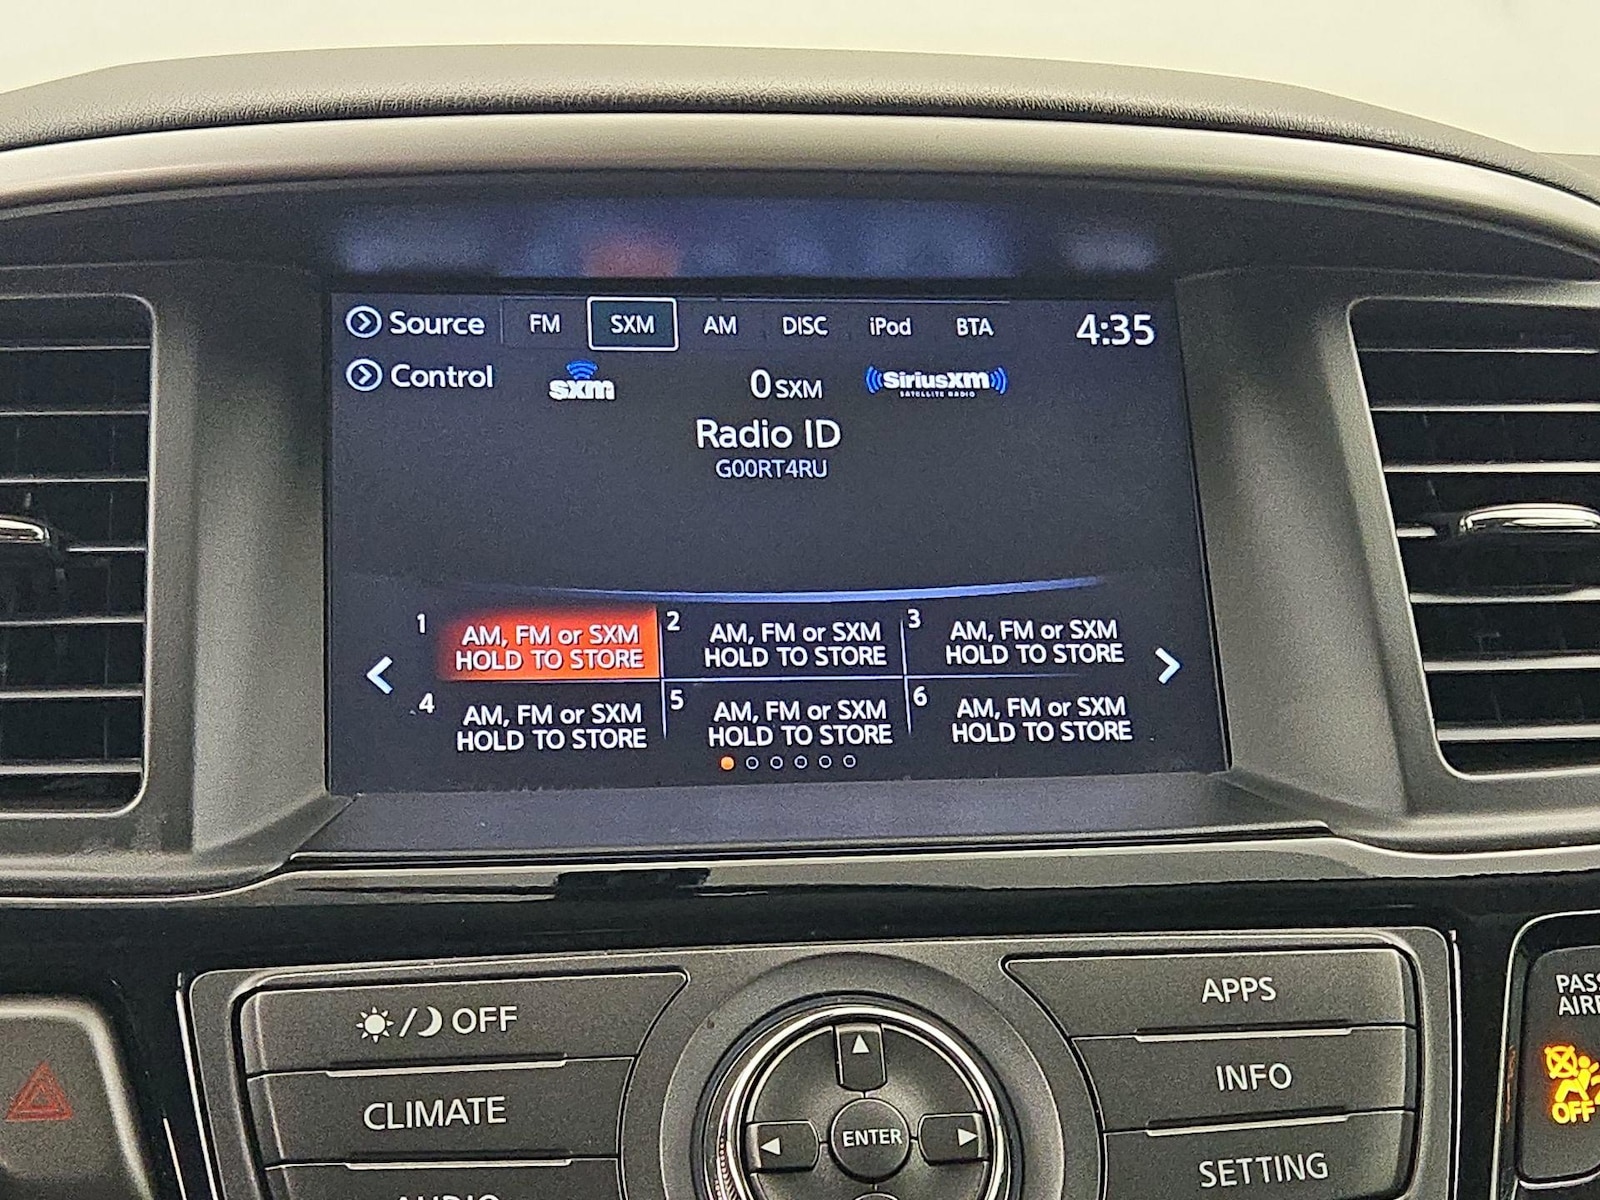 Source FM SXM AM DISC iPod BTA 4:35
Control sxm 0 SXM ((SiriusXM))
SATELLITE RADIO
Radio ID
G00RT4RU
1 AM, FM or SXM
HOLD TO STORE
2 AM, FM or SXM
HOLD TO STORE
3 AM, FM or SXM
HOLD TO STORE
4 AM, FM or SXM
HOLD TO STORE
5 AM, FM or SXM
HOLD TO STORE
6 AM, FM or SXM
HOLD TO STORE
OFF
CLIMATE
AUDIO
ENTER
APPS
INFO
SETTING
OFF